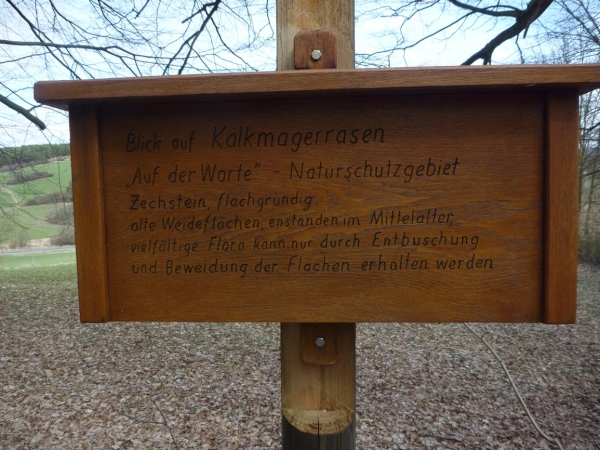 Blick auf Kalkmagerrasen
„Auf der Warte" - Naturschutzgebiet
Zechstein, flachgründig
alte Weideflächen, enstanden im Mittelalter,
vielfältige Flora kann nur durch Entbuschung
und Beweidung der Flächen erhalten werden